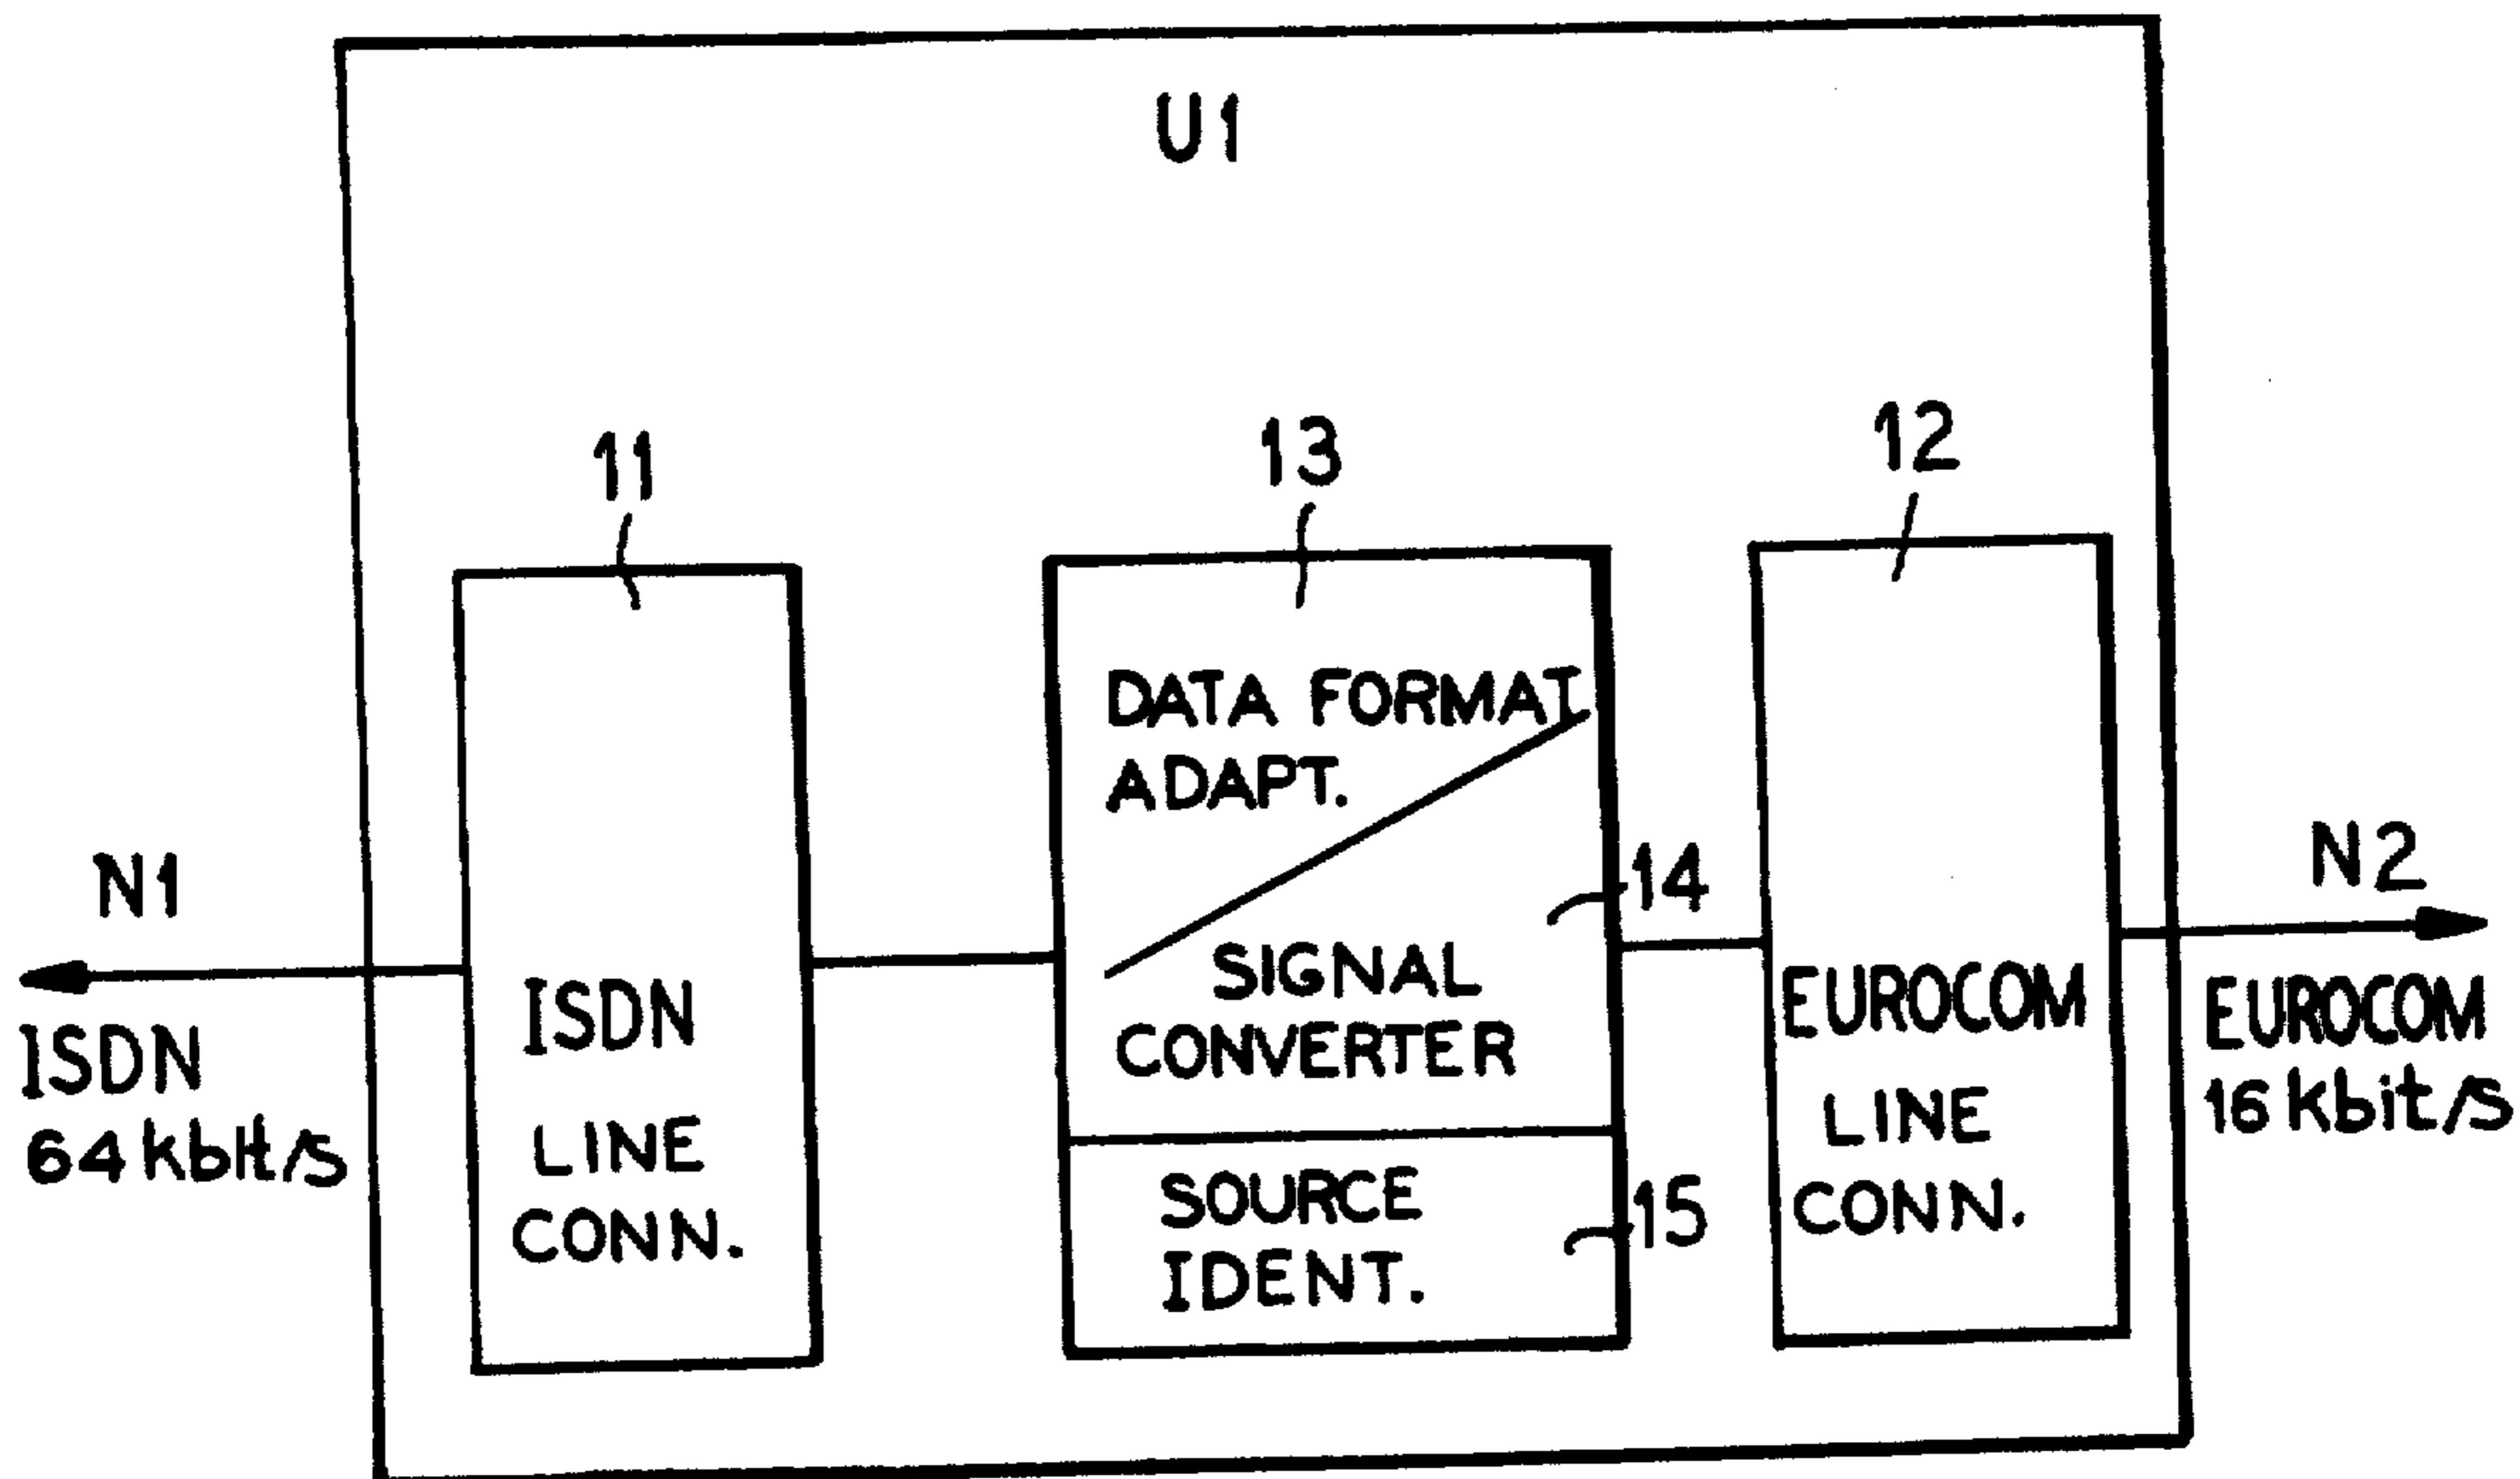 U1
11
13
12
DATA FORMAT
ADAPT.
14
SIGNAL
CONVERTER
15
SOURCE
IDENT.
N1
ISDN
64 kbit/s
ISDN
LINE
CONN.
EUROCOM
LINE
CONN.
N2
EUROCOM
16 Kbit/s